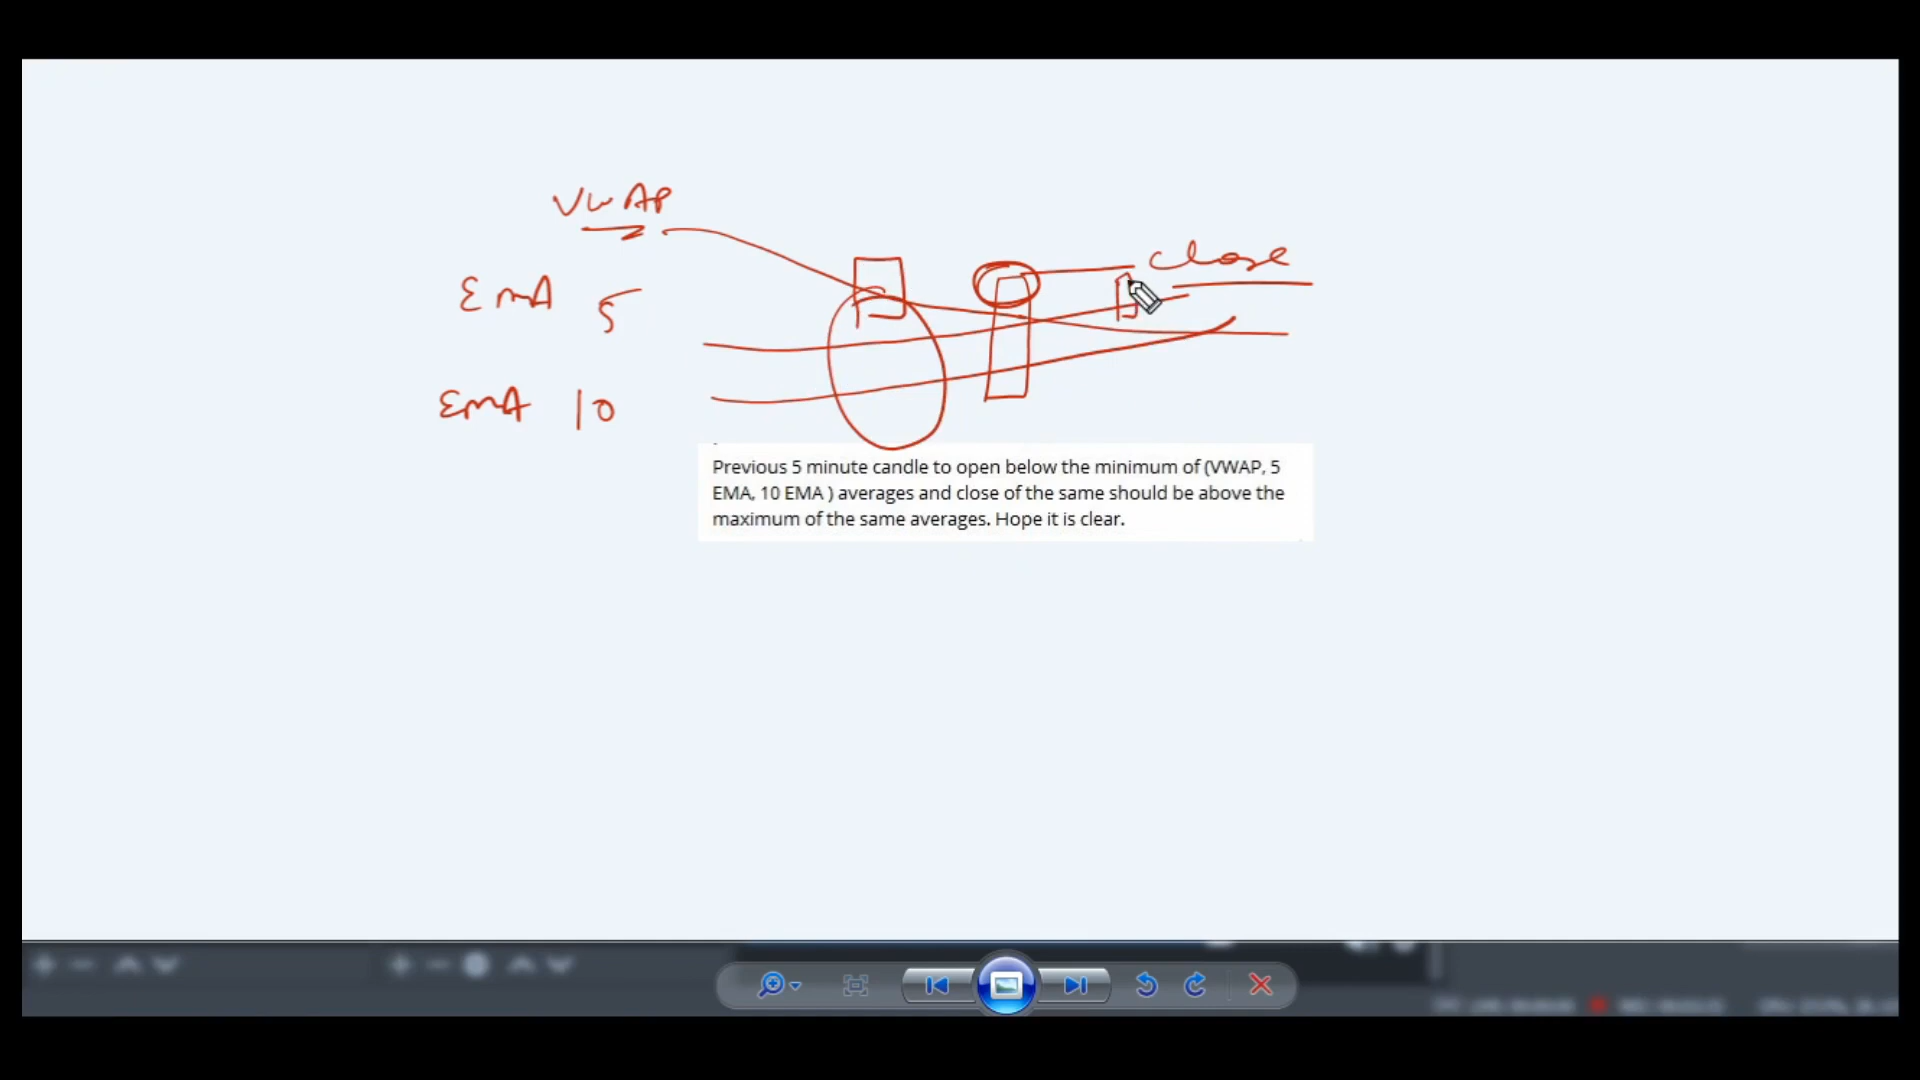 VWAP
close
EMA 5
EMA 10
Previous 5 minute candle to open below the minimum of (VWAP, 5
EMA, 10 EMA ) averages and close of the same should be above the
maximum of the same averages. Hope it is clear.